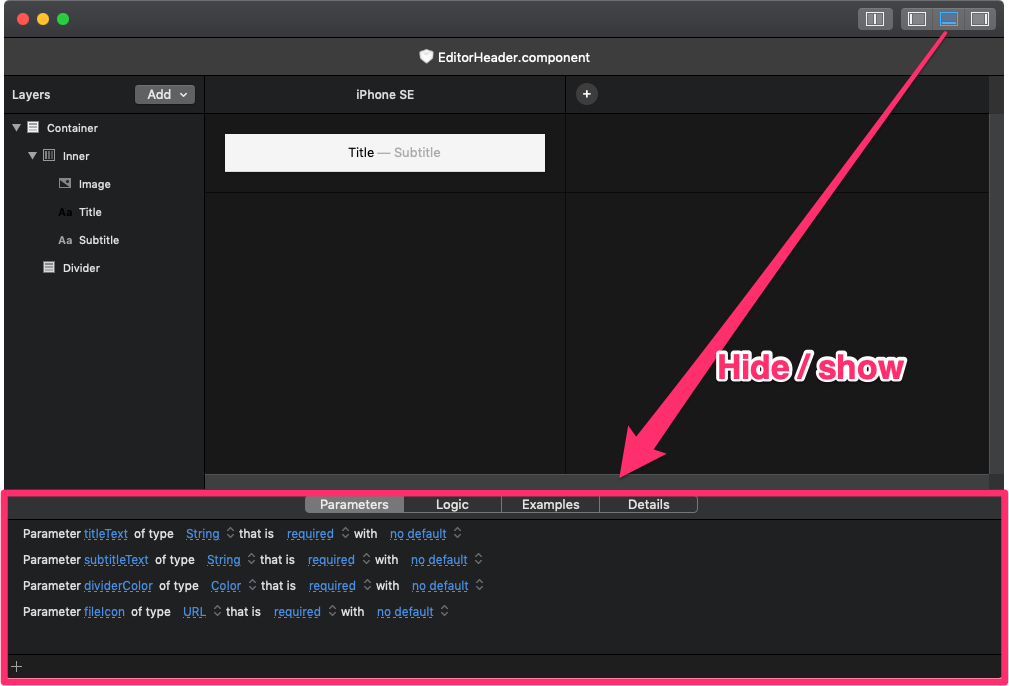 EditorHeader.component
Layers
Add
iPhone SE
+
Container
Inner
Image
Aa Title
Aa Subtitle
Divider
Title — Subtitle
Hide / show
Parameters Logic Examples Details
Parameter titleText of type String that is required with no default
Parameter subtitleText of type String that is required with no default
Parameter dividerColor of type Color that is required with no default
Parameter fileIcon of type URL that is required with no default
+